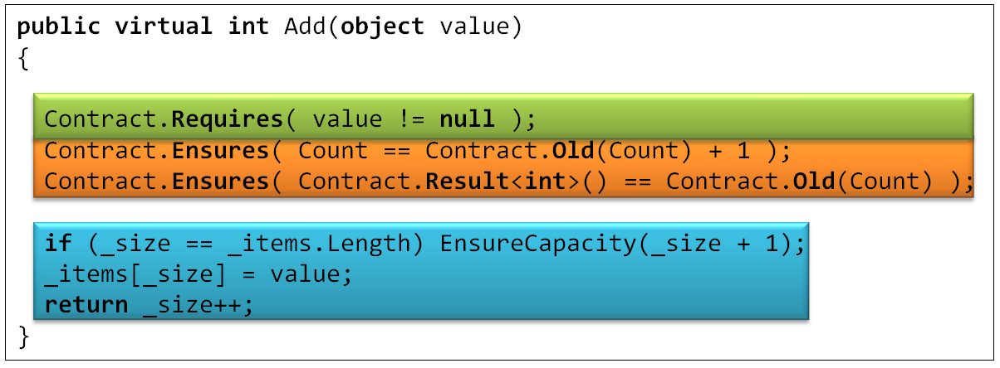 public virtual int Add(object value)
{
Contract.Requires( value != null );
Contract.Ensures( Count == Contract.Old(Count) + 1 );
Contract.Ensures( Contract.Result<int>() == Contract.Old(Count) );
if (_size == _items.Length) EnsureCapacity(_size + 1);
_items[_size] = value;
return _size++;
}